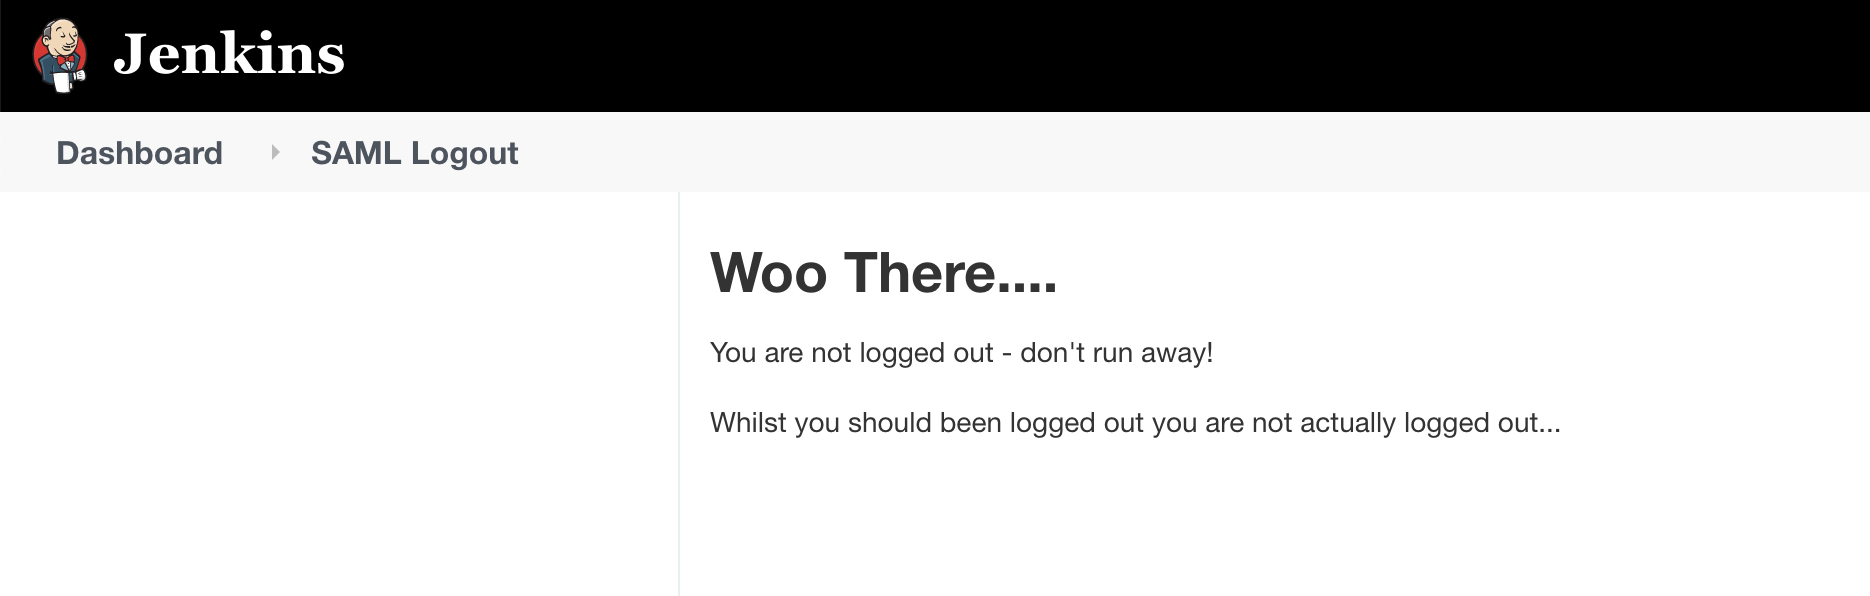 Jenkins
Dashboard
SAML Logout
Woo There....
You are not logged out - don't run away!
Whilst you should been logged out you are not actually logged out...